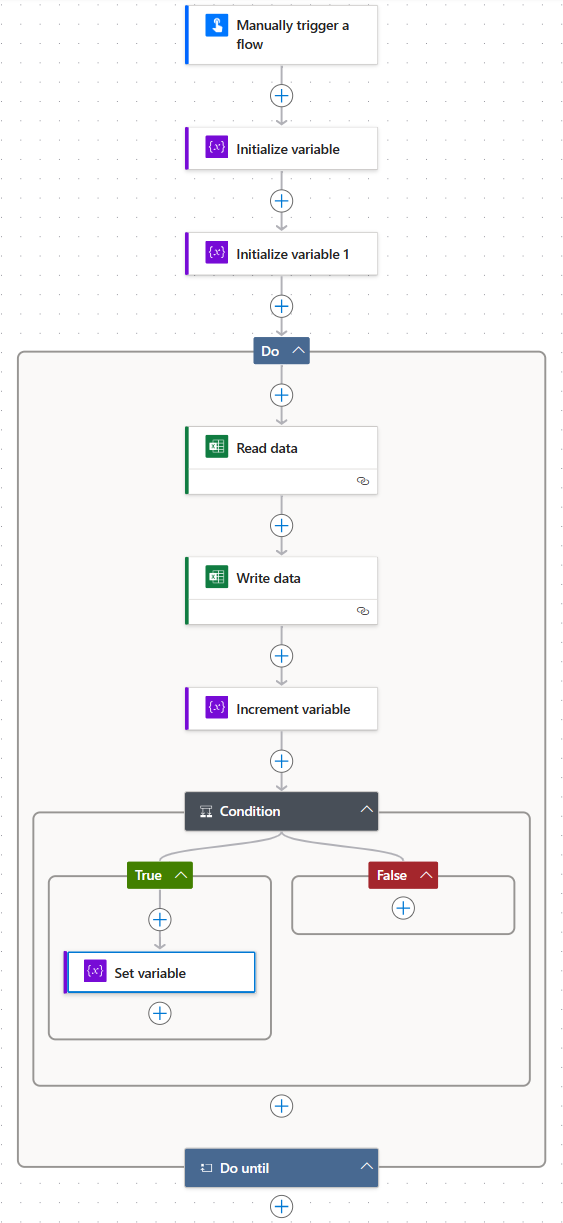 Manually trigger a
flow
{x} Initialize variable
{x} Initialize variable 1
Do
Read data
Write data
{x} Increment variable
Condition
True
False
{x} Set variable
Do until